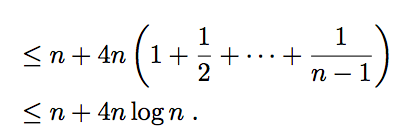 ≤ n + 4n (1 + 1/2 + ⋯ + 1/(n − 1))
≤ n + 4n log n .